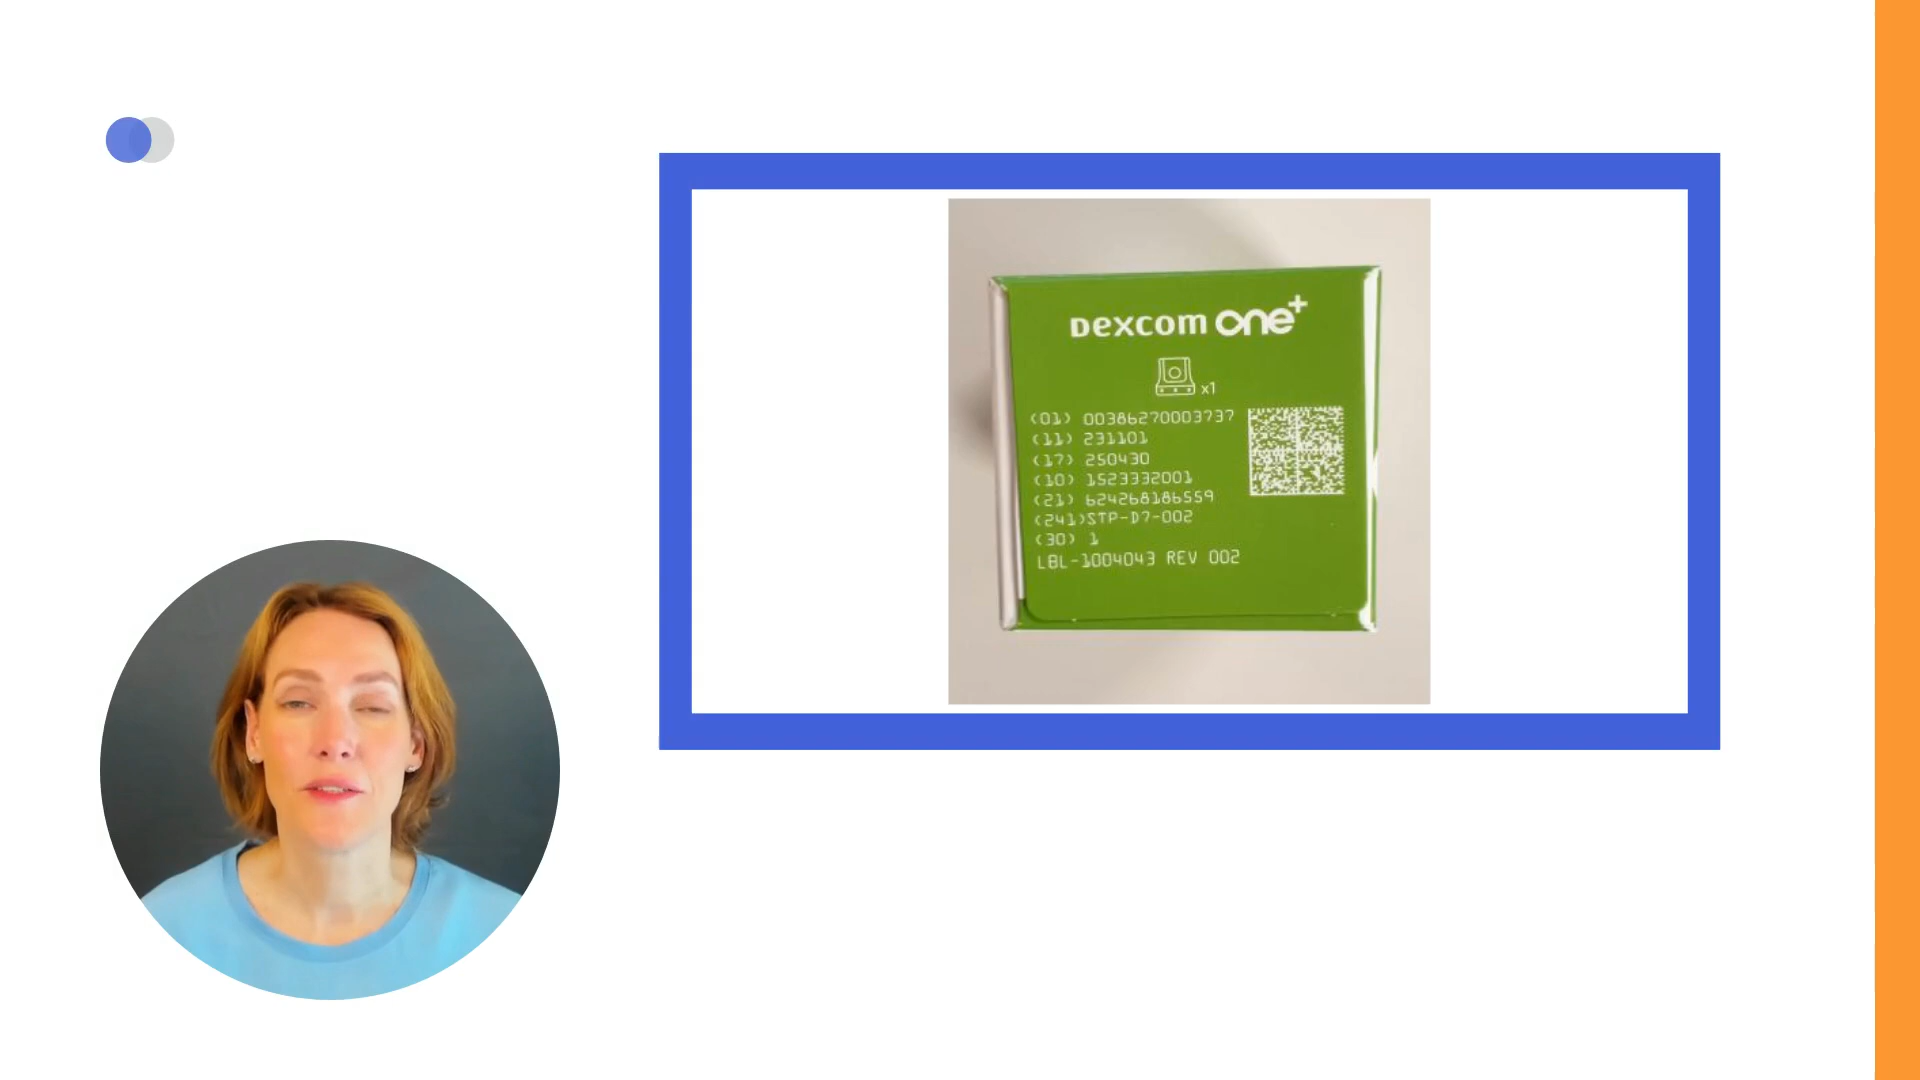 Dexcom one+
x1
(01) 00386270003737
(11) 231101
(17) 250430
(10) 1523332001
(21) 624268186559
(241)STP-D7-002
(30) 1
LBL-1004043 REV 002